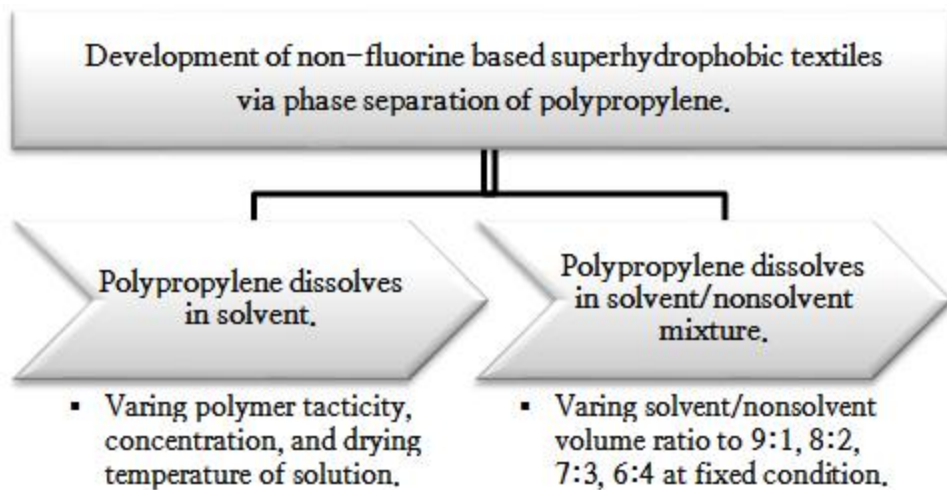 Development of non-fluorine based superhydrophobic textiles
via phase separation of polypropylene.
Polypropylene dissolves
in solvent.
Polypropylene dissolves
in solvent/nonsolvent
mixture.
▪ Varing polymer tacticity,
concentration, and drying
temperature of solution.
▪ Varing solvent/nonsolvent
volume ratio to 9:1, 8:2,
7:3, 6:4 at fixed condition.